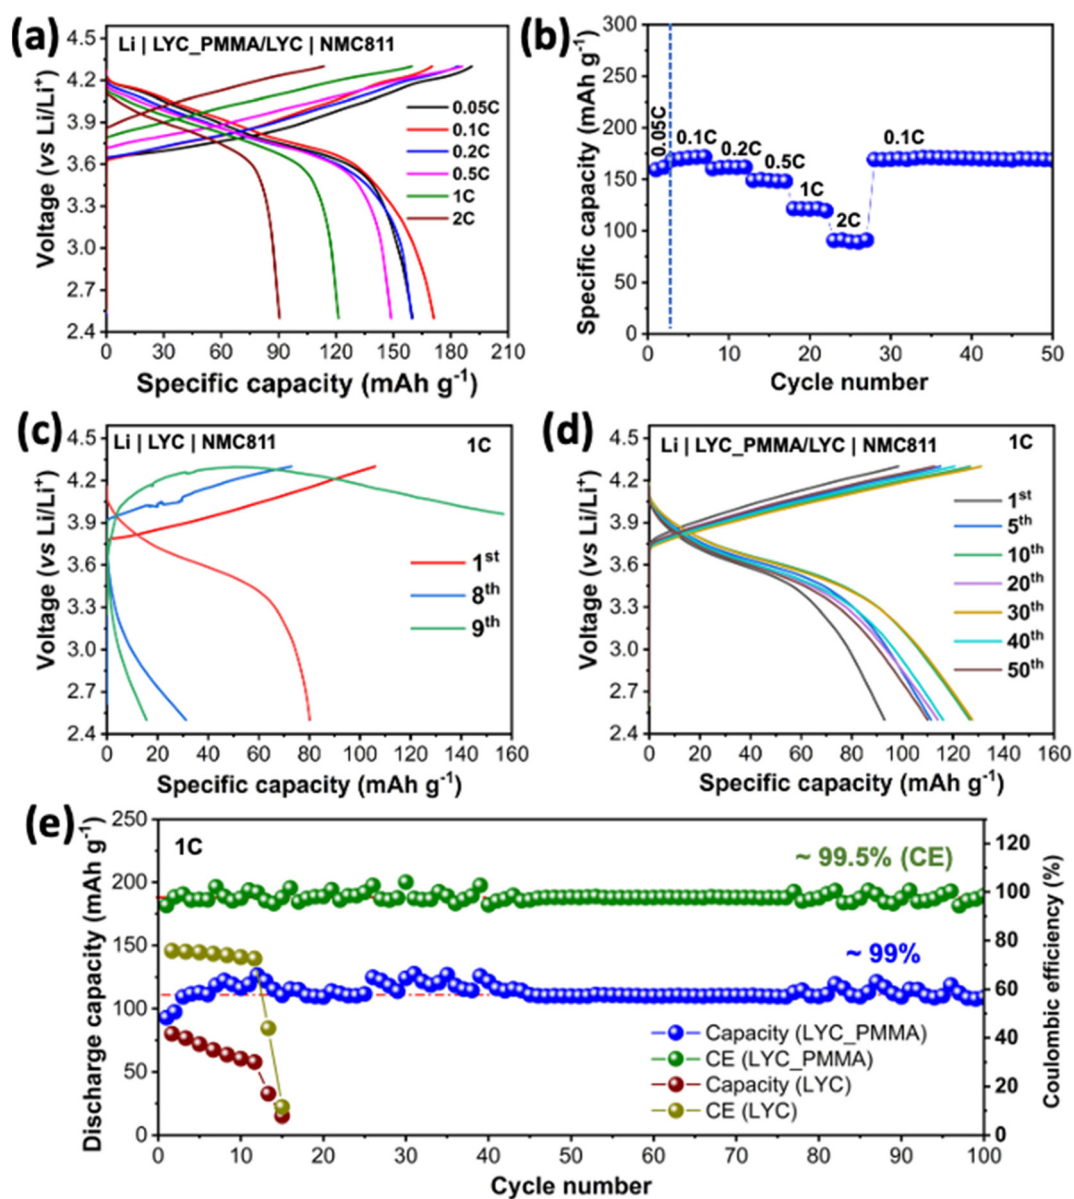 (a)
Li | LYC_PMMA/LYC | NMC811
4.5
4.2
3.9
3.6
3.3
3.0
2.7
2.4
Voltage (vs Li/Li⁺)
0.05C
0.1C
0.2C
0.5C
1C
2C
0 30 60 90 120 150 180 210
Specific capacity (mAh g⁻¹)
(b)
300
250
200
150
100
50
0
Specific capacity (mAh g⁻¹)
0.05C
0.1C
0.2C
0.5C
1C
2C
0.1C
0 10 20 30 40 50
Cycle number
(c)
Li | LYC | NMC811
1C
4.5
4.2
3.9
3.6
3.3
3.0
2.7
2.4
Voltage (vs Li/Li⁺)
1ˢᵗ
8ᵗʰ
9ᵗʰ
0 20 40 60 80 100 120 140 160
Specific capacity (mAh g⁻¹)
(d)
Li | LYC_PMMA/LYC | NMC811
1C
4.5
4.2
3.9
3.6
3.3
3.0
2.7
2.4
Voltage (vs Li/Li⁺)
1ˢᵗ
5ᵗʰ
10ᵗʰ
20ᵗʰ
30ᵗʰ
40ᵗʰ
50ᵗʰ
0 20 40 60 80 100 120 140 160
Specific capacity (mAh g⁻¹)
(e)
1C
250
200
150
100
50
0
Discharge capacity (mAh g⁻¹)
~ 99.5% (CE)
~ 99%
Capacity (LYC_PMMA)
CE (LYC_PMMA)
Capacity (LYC)
CE (LYC)
120
100
80
60
40
20
0
Coulombic efficiency (%)
0 10 20 30 40 50 60 70 80 90 100
Cycle number